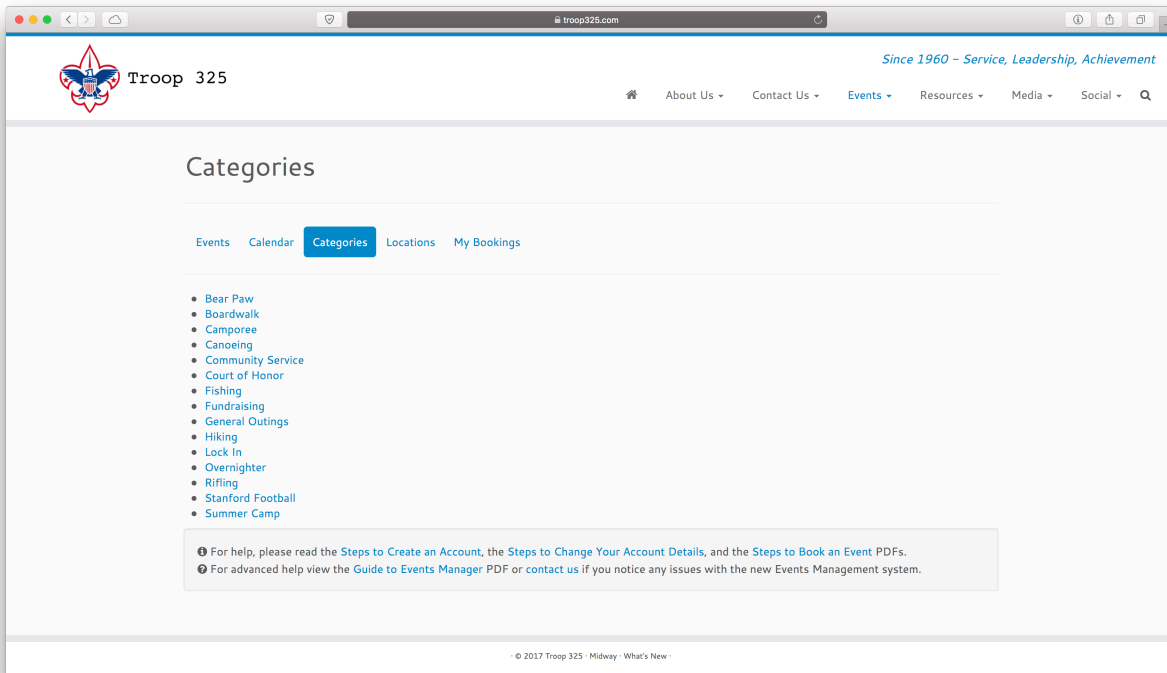 troop325.com
Since 1960 – Service, Leadership, Achievement
Troop 325
About Us
Contact Us
Events
Resources
Media
Social
Categories
Events
Calendar
Categories
Locations
My Bookings
Bear Paw
Boardwalk
Camporee
Canoeing
Community Service
Court of Honor
Fishing
Fundraising
General Outings
Hiking
Lock In
Overnighter
Rifling
Stanford Football
Summer Camp
For help, please read the Steps to Create an Account, the Steps to Change Your Account Details, and the Steps to Book an Event PDFs.
For advanced help view the Guide to Events Manager PDF or contact us if you notice any issues with the new Events Management system.
· © 2017 Troop 325 · Midway · What's New ·